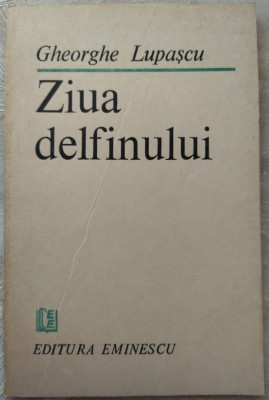 Gheorghe Lupașcu
Ziua
delfinului
EDITURA EMINESCU